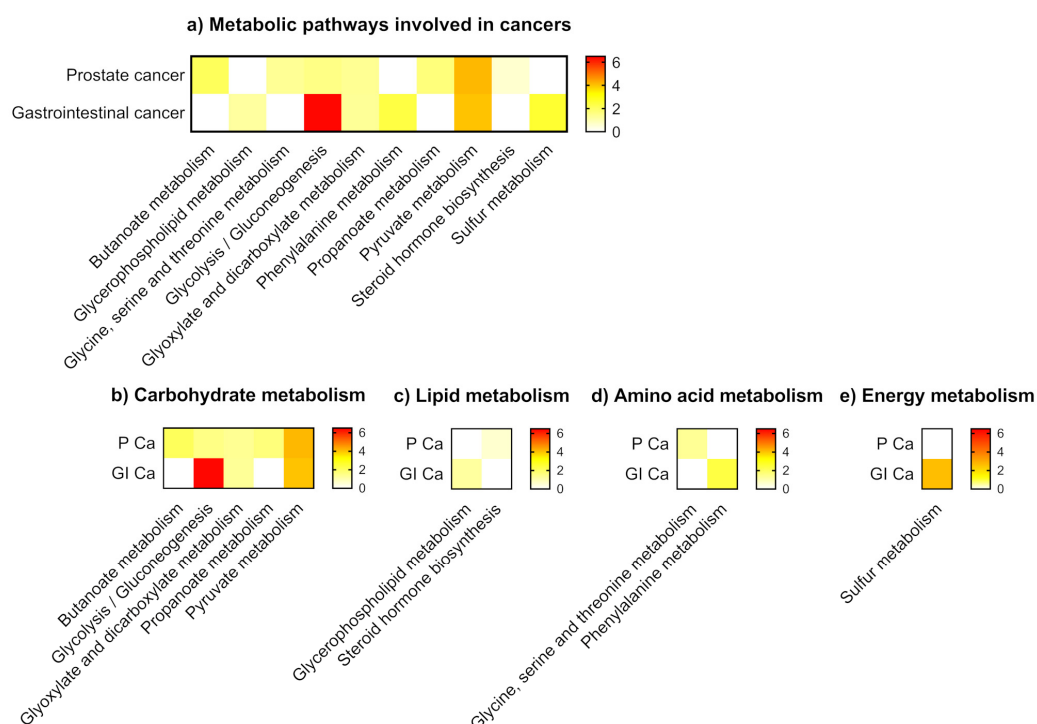 a) Metabolic pathways involved in cancers
Prostate cancer
Gastrointestinal cancer
6
4
2
0
Butanoate metabolism
Glycerophospholipid metabolism
Glycine, serine and threonine metabolism
Glycolysis / Gluconeogenesis
Glyoxylate and dicarboxylate metabolism
Phenylalanine metabolism
Propanoate metabolism
Pyruvate metabolism
Steroid hormone biosynthesis
Sulfur metabolism
b) Carbohydrate metabolism
P Ca
GI Ca
6
4
2
0
Butanoate metabolism
Glycolysis / Gluconeogenesis
Glyoxylate and dicarboxylate metabolism
Propanoate metabolism
Pyruvate metabolism
c) Lipid metabolism
P Ca
GI Ca
6
4
2
0
Glycerophospholipid metabolism
Steroid hormone biosynthesis
d) Amino acid metabolism
P Ca
GI Ca
6
4
2
0
Glycine, serine and threonine metabolism
Phenylalanine metabolism
e) Energy metabolism
P Ca
GI Ca
6
4
2
0
Sulfur metabolism